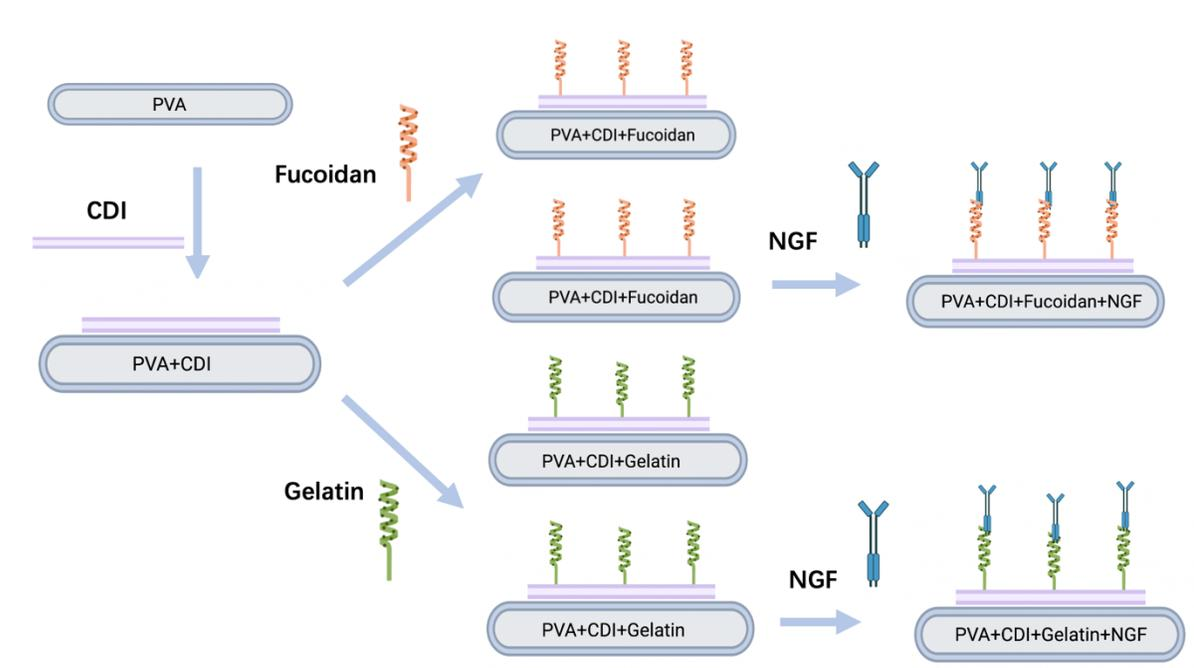 PVA
CDI
PVA+CDI
Fucoidan
PVA+CDI+Fucoidan
PVA+CDI+Fucoidan
NGF
PVA+CDI+Fucoidan+NGF
Gelatin
PVA+CDI+Gelatin
PVA+CDI+Gelatin
NGF
PVA+CDI+Gelatin+NGF